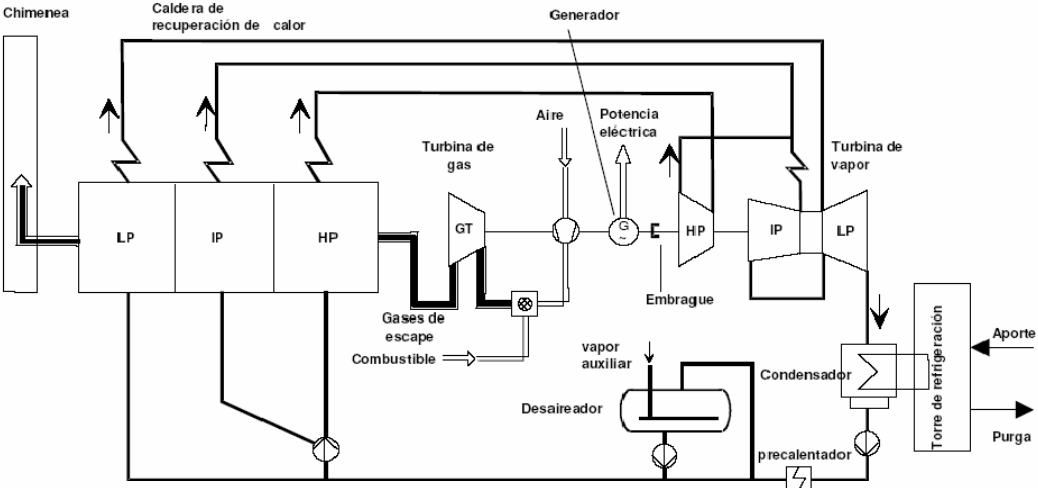 Chimenea
Caldera de
recuperación de calor
Generador
Aire
Potencia
eléctrica
Turbina de
gas
Turbina de
vapor
LP
IP
HP
GT
G
~
HP
IP
LP
Embrague
Gases de
escape
Combustible
vapor
auxiliar
Desaireador
Condensador
Torre de refrigeración
Aporte
Purga
precalentador